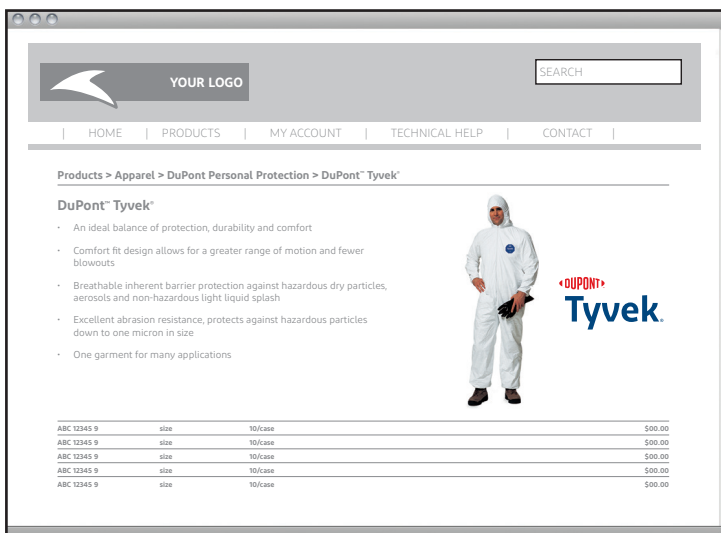 YOUR LOGO
SEARCH
| HOME | PRODUCTS | MY ACCOUNT | TECHNICAL HELP | CONTACT |
Products > Apparel > DuPont Personal Protection > DuPont™ Tyvek®
DuPont™ Tyvek®
• An ideal balance of protection, durability and comfort
• Comfort fit design allows for a greater range of motion and fewer
blowouts
• Breathable inherent barrier protection against hazardous dry particles,
aerosols and non-hazardous light liquid splash
• Excellent abrasion resistance, protects against hazardous particles
down to one micron in size
• One garment for many applications
DUPONT
Tyvek®
ABC 12345 9 size 10/case $00.00
ABC 12345 9 size 10/case $00.00
ABC 12345 9 size 10/case $00.00
ABC 12345 9 size 10/case $00.00
ABC 12345 9 size 10/case $00.00